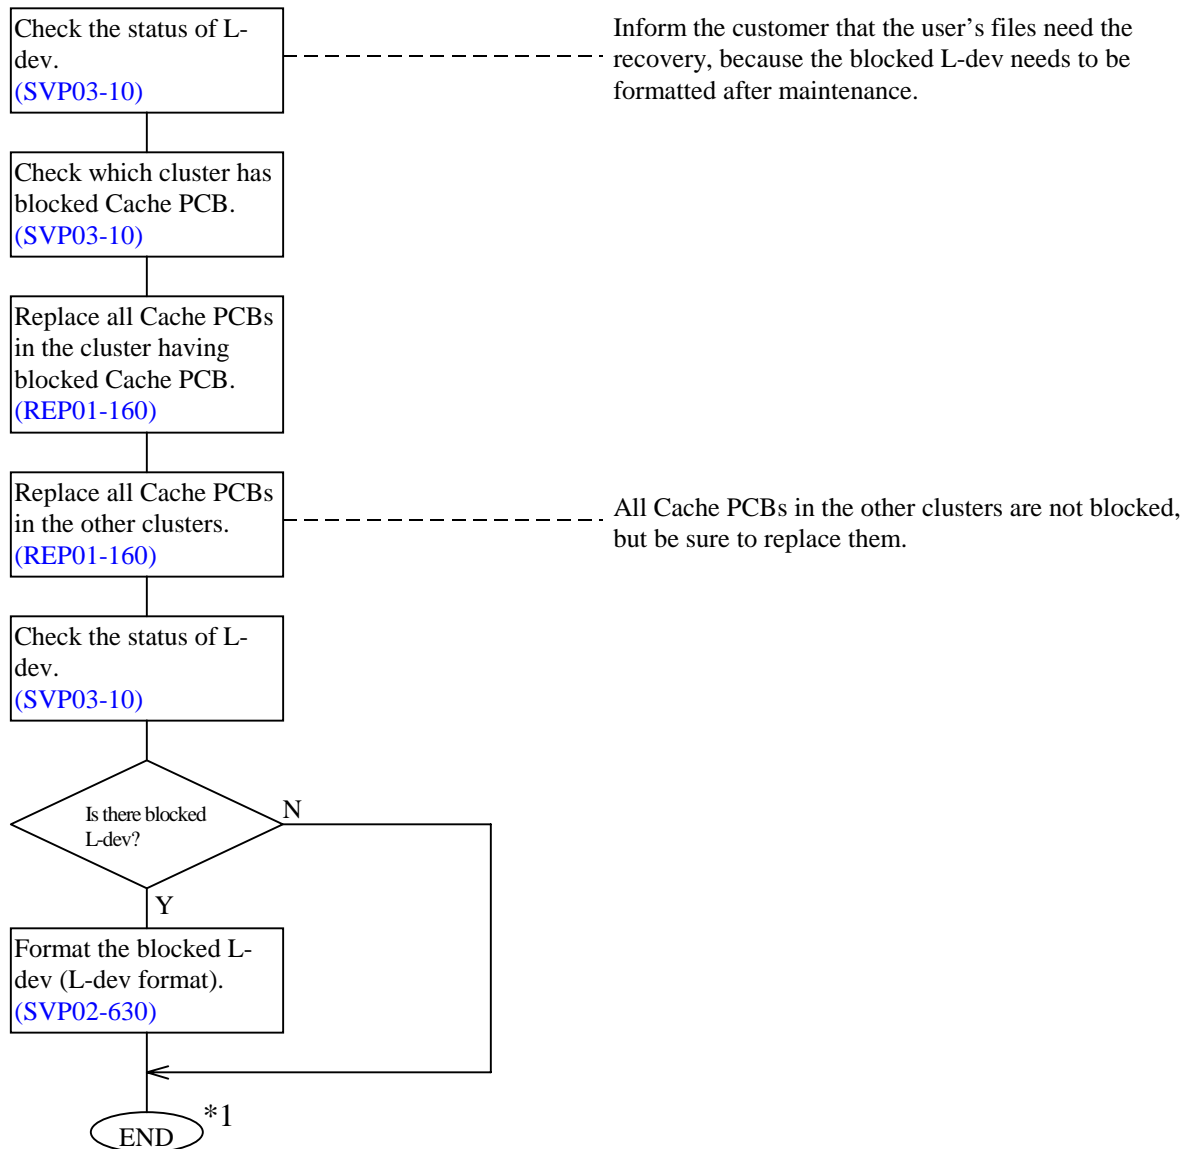 Check the status of L-
dev.
(SVP03-10)
Inform the customer that the user’s files need the
recovery, because the blocked L-dev needs to be
formatted after maintenance.
Check which cluster has
blocked Cache PCB.
(SVP03-10)
Replace all Cache PCBs
in the cluster having
blocked Cache PCB.
(REP01-160)
Replace all Cache PCBs
in the other clusters.
(REP01-160)
All Cache PCBs in the other clusters are not blocked,
but be sure to replace them.
Check the status of L-
dev.
(SVP03-10)
Is there blocked
L-dev?
N
Y
Format the blocked L-
dev (L-dev format).
(SVP02-630)
END
*1